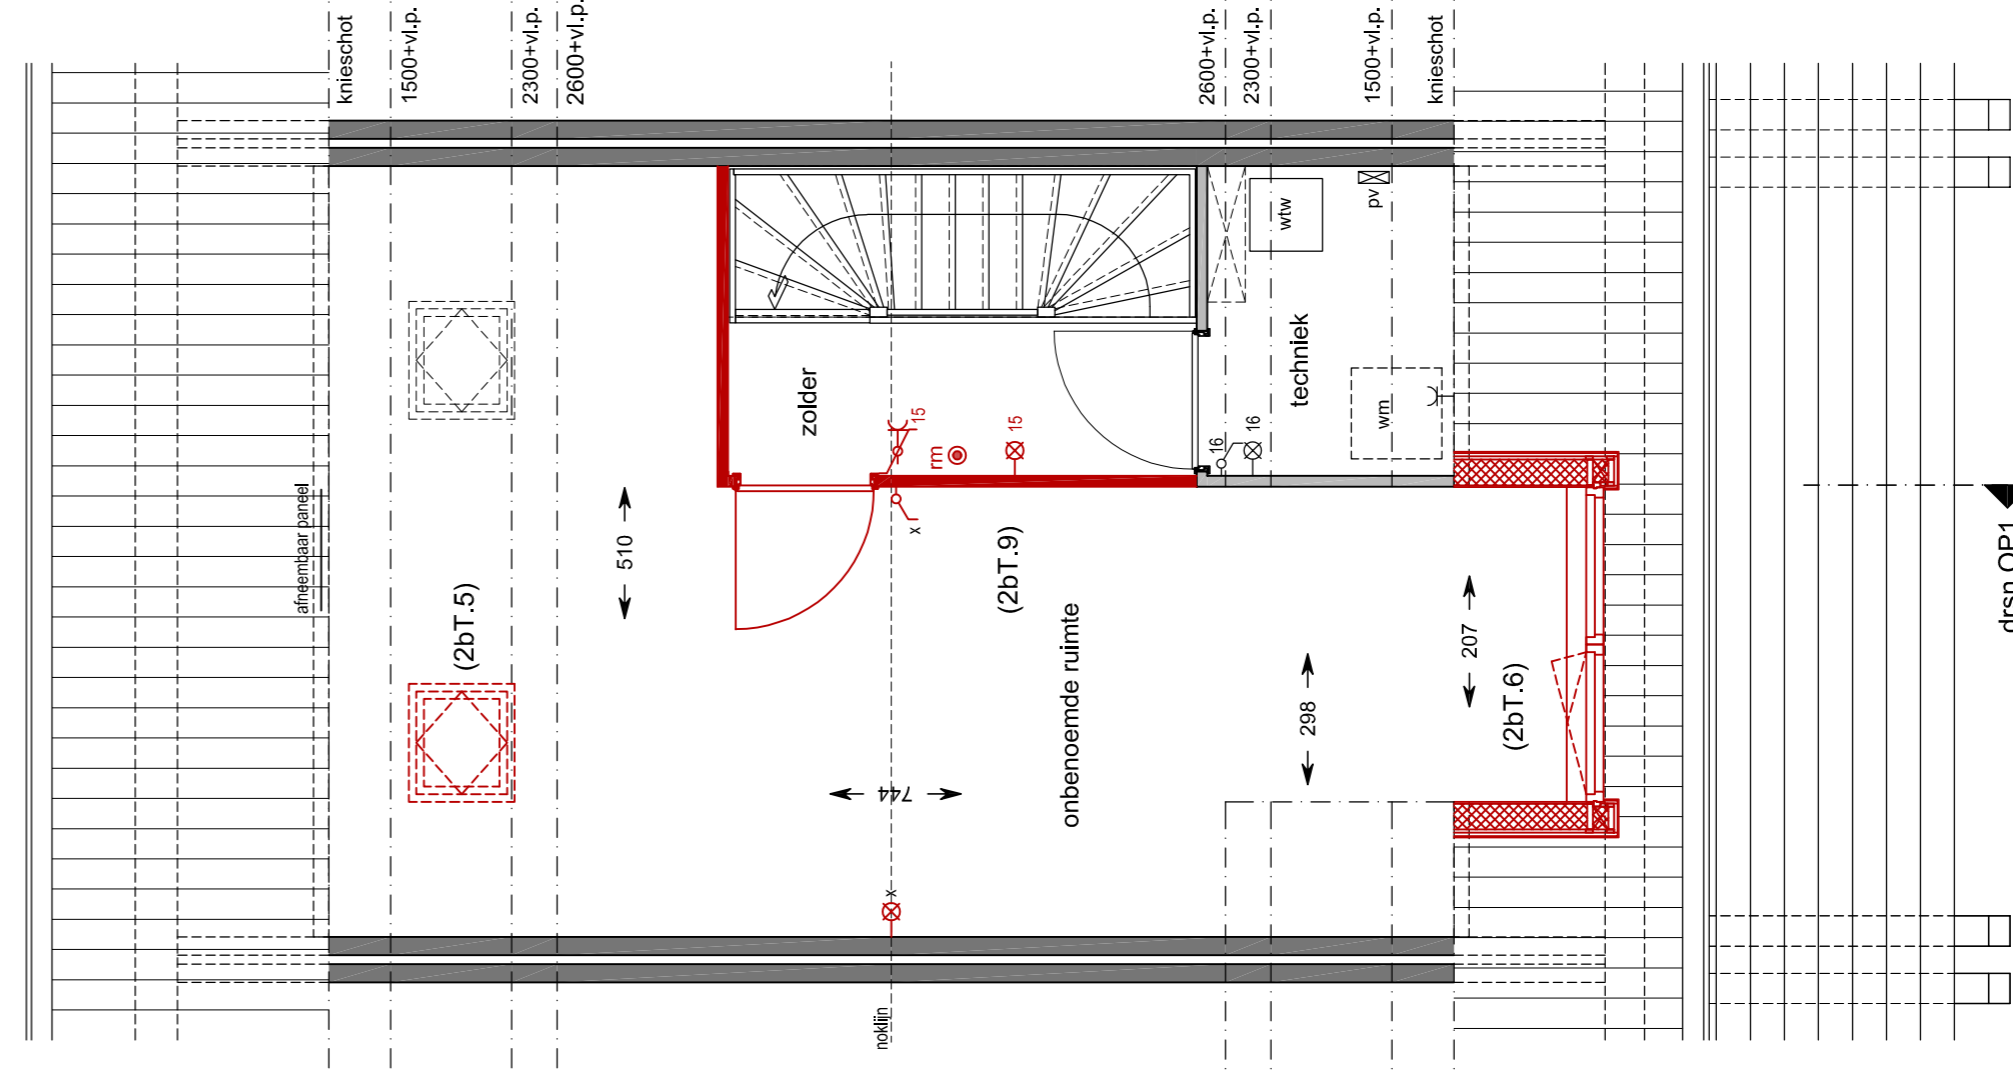 knieschot
1500+vl.p.
2300+vl.p.
2600+vl.p.
2600+vl.p.
2300+vl.p.
1500+vl.p.
knieschot
wtw
pv
techniek
wm
zolder
15
rm
15
16
16
x
afneembaar paneel
(2bT.5)
510
(2bT.9)
onbenoemde ruimte
207
298
(2bT.6)
744
x
noklijn
drsn OP1